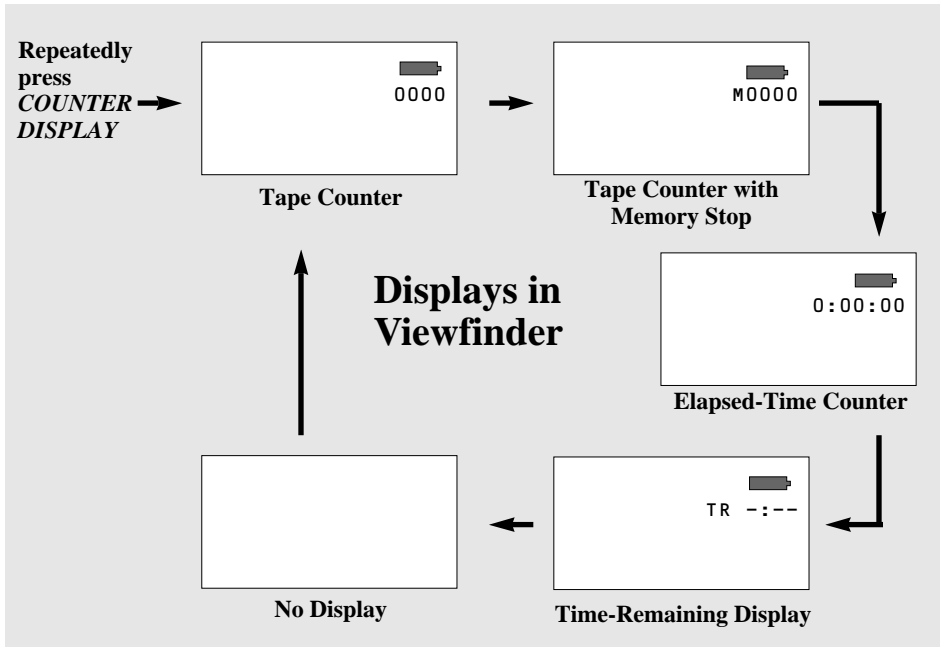 Repeatedly
press
COUNTER
DISPLAY
0000
Tape Counter
M0000
Tape Counter with
Memory Stop
Displays in
Viewfinder
0:00:00
Elapsed-Time Counter
No Display
TR -:--
Time-Remaining Display